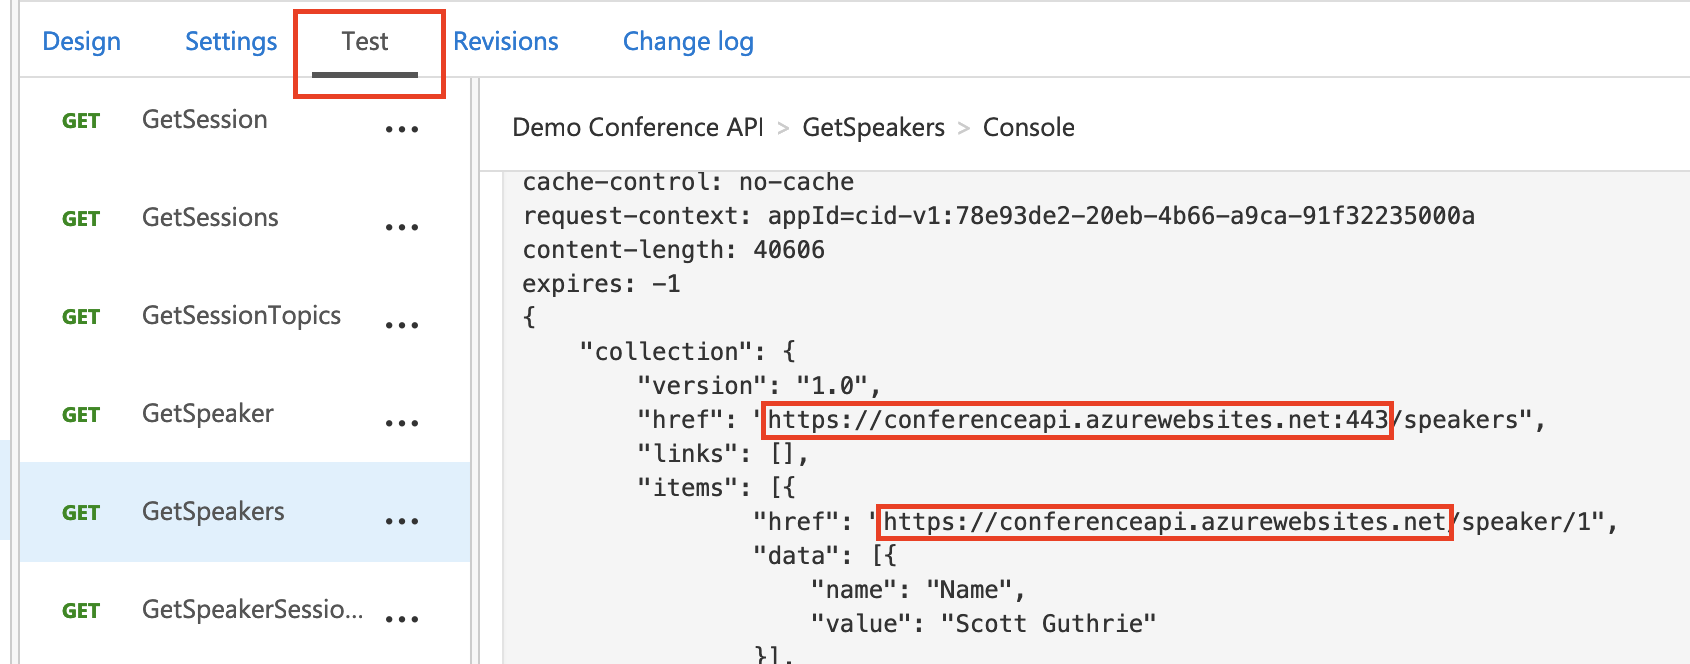 Design Settings Test Revisions Change log
GET GetSession ...
GET GetSessions ...
GET GetSessionTopics ...
GET GetSpeaker ...
GET GetSpeakers ...
GET GetSpeakerSessio... ...
Demo Conference API > GetSpeakers > Console
cache-control: no-cache
request-context: appId=cid-v1:78e93de2-20eb-4b66-a9ca-91f32235000a
content-length: 40606
expires: -1
{
"collection": {
"version": "1.0",
"href": "https://conferenceapi.azurewebsites.net:443/speakers",
"links": [],
"items": [{
"href": "https://conferenceapi.azurewebsites.net/speaker/1",
"data": [{
"name": "Name",
"value": "Scott Guthrie"
}],